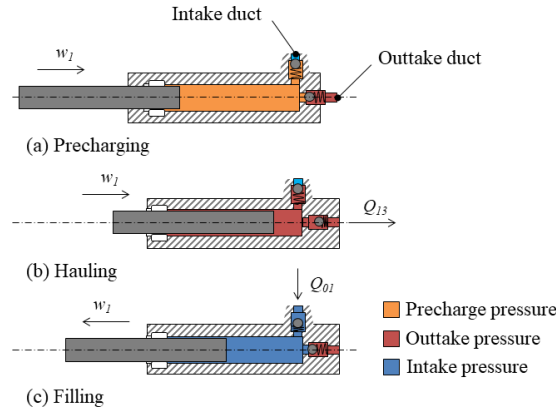 Intake duct
w1
Outtake duct
(a) Precharging
w1
Q13
(b) Hauling
Q01
w1
Precharge pressure
Outtake pressure
Intake pressure
(c) Filling